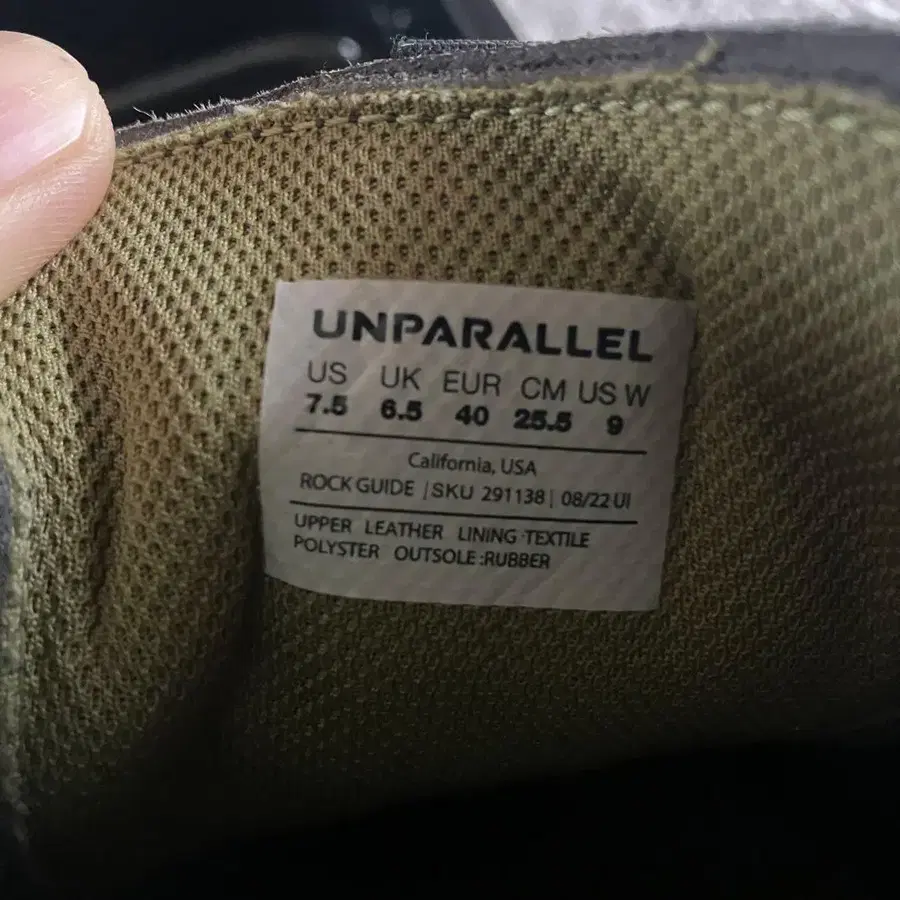 UNPARALLEL
US UK EUR CM US W
7.5 6.5 40 25.5 9
California, USA
ROCK GUIDE | SKU 291138 | 08/22 UI
UPPER LEATHER LINING :TEXTILE
POLYSTER OUTSOLE :RUBBER